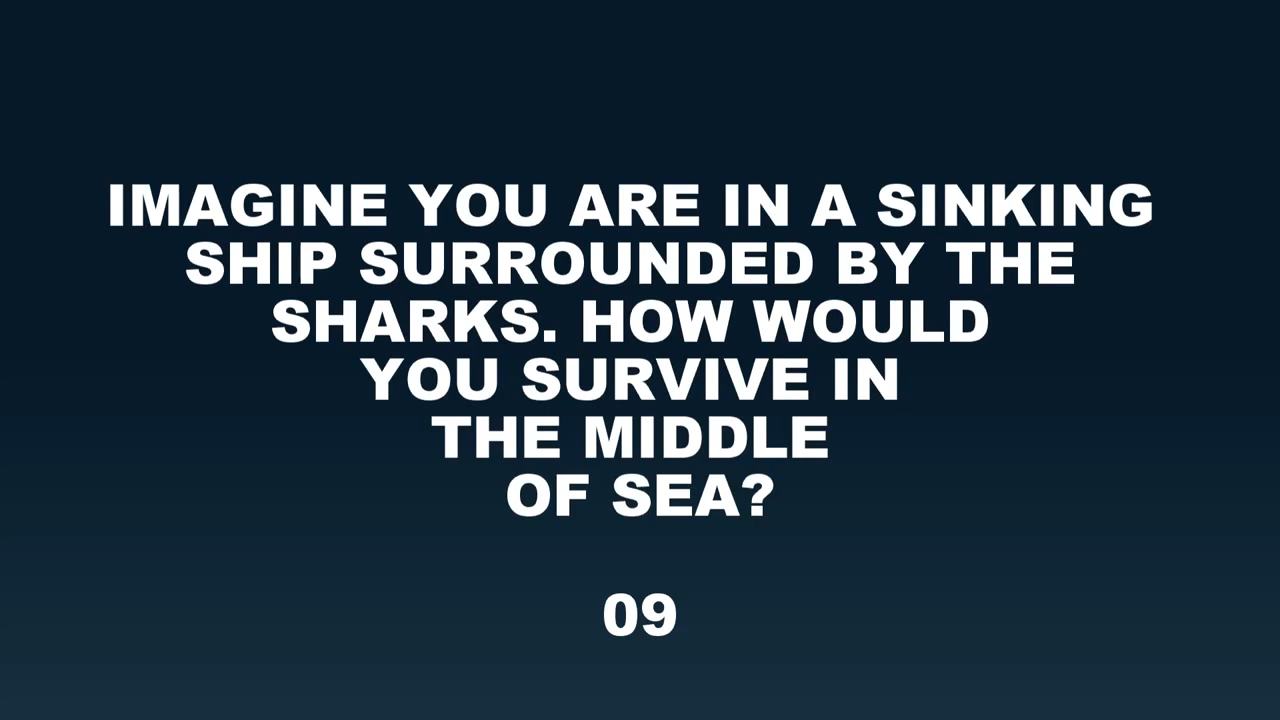 IMAGINE YOU ARE IN A SINKING
SHIP SURROUNDED BY THE
SHARKS. HOW WOULD
YOU SURVIVE IN
THE MIDDLE
OF SEA?
09